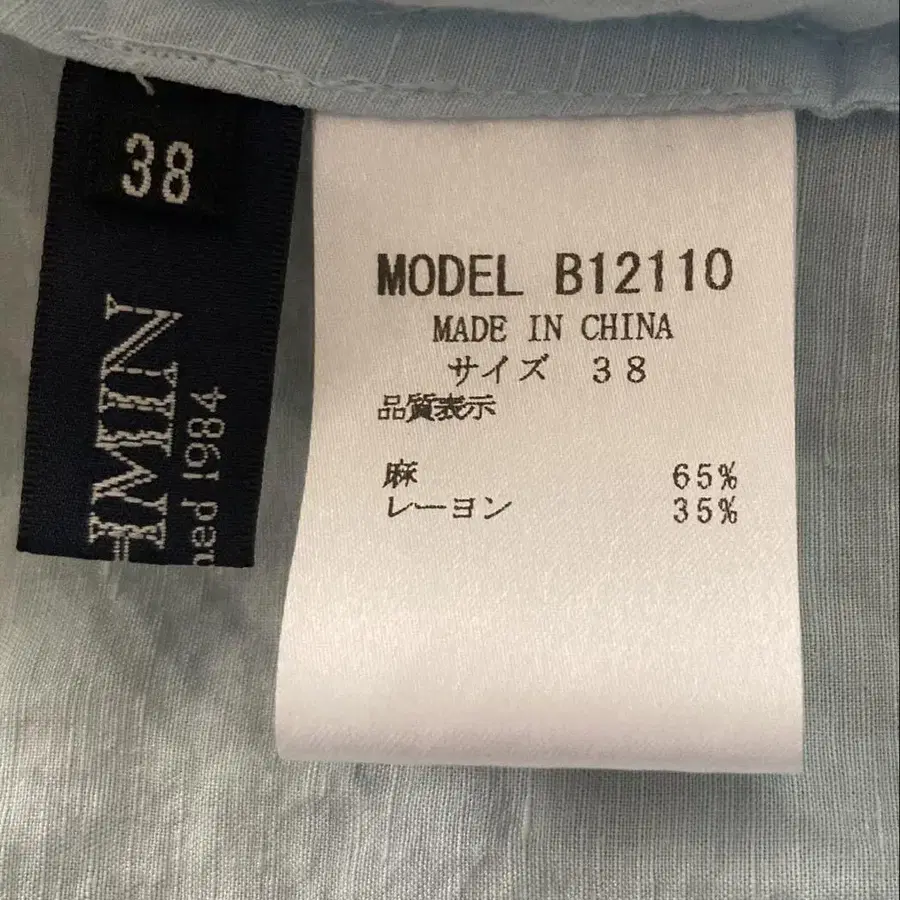 38
HMIN
ned 1984
MODEL B12110
MADE IN CHINA
サイズ 38
品質表示
麻 65%
レーヨン 35%